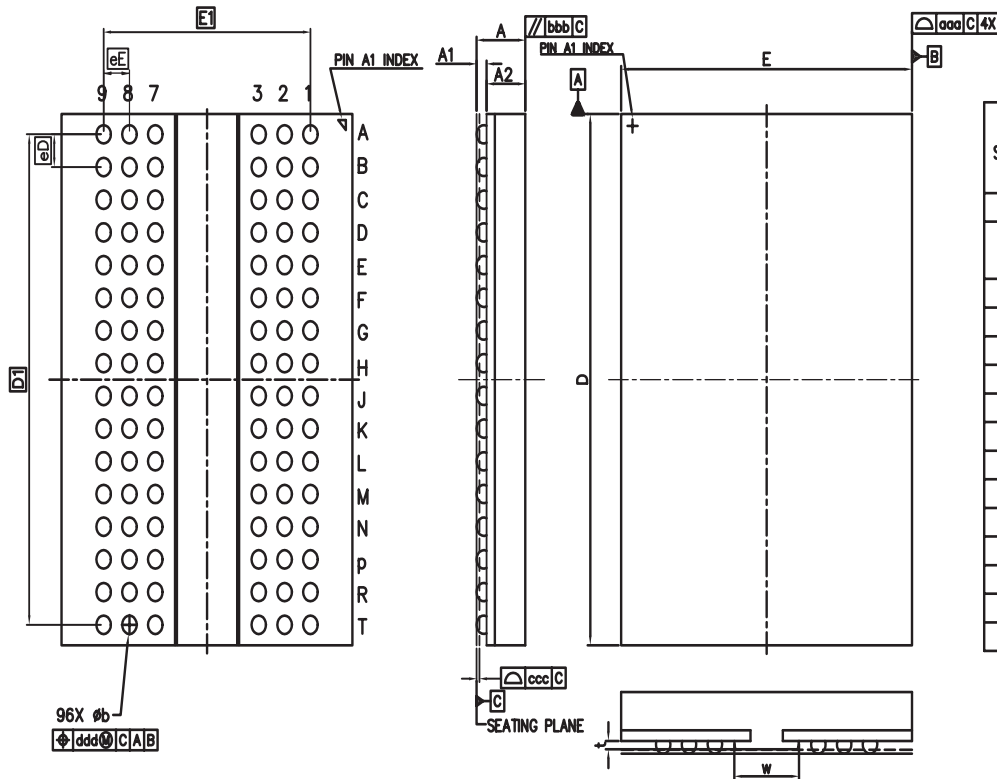 E1
eE
9 8 7 3 2 1
PIN A1 INDEX
eD
D1
A
B
C
D
E
F
G
H
J
K
L
M
N
p
R
T
96X øb
⌖ ddd Ⓜ C A B
A
// bbb C
A1
A2
⌓ ccc C
C
SEATING PLANE
⌓ aaa C 4X
B
PIN A1 INDEX
E
A
D
t
w
S